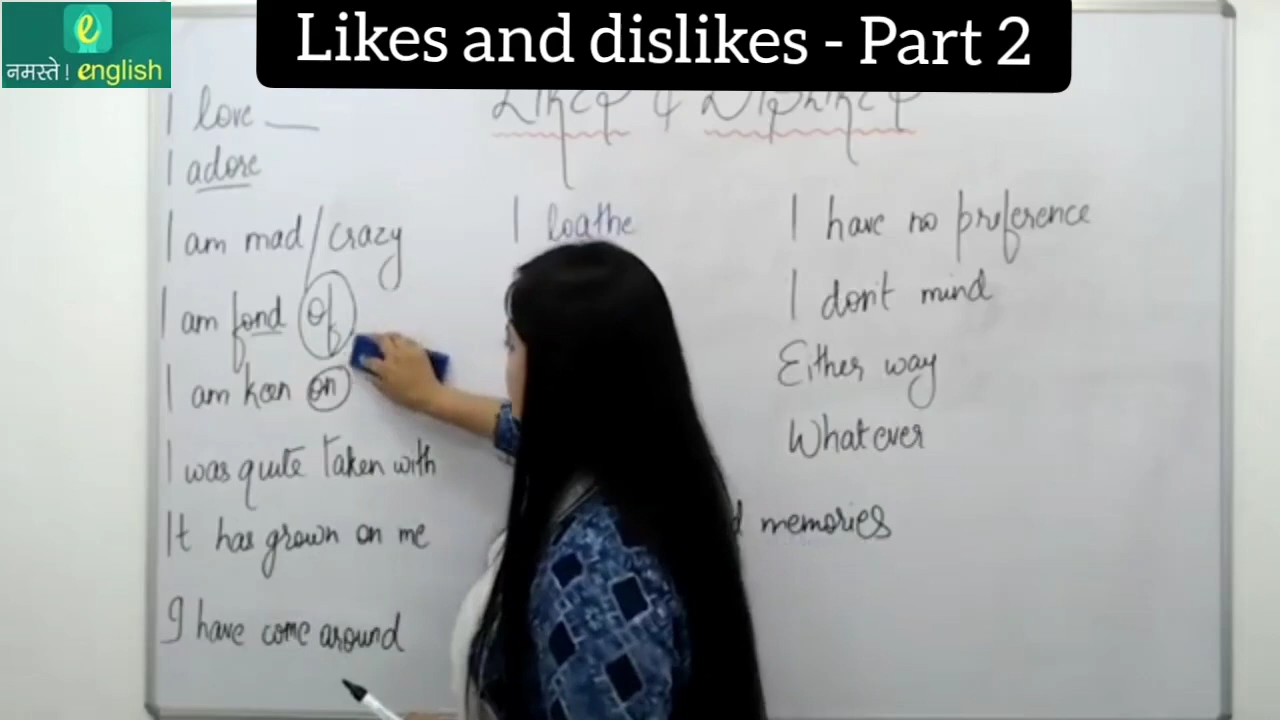 Likes and dislikes - Part 2
e
नमस्ते ! english
LIKES & DISLIKES
I love
I adore
I am mad/crazy
I am fond of
I am keen on
I was quite taken with
It has grown on me
I have come around
I loathe
I have no preference
I don't mind
Either way
Whatever
memories